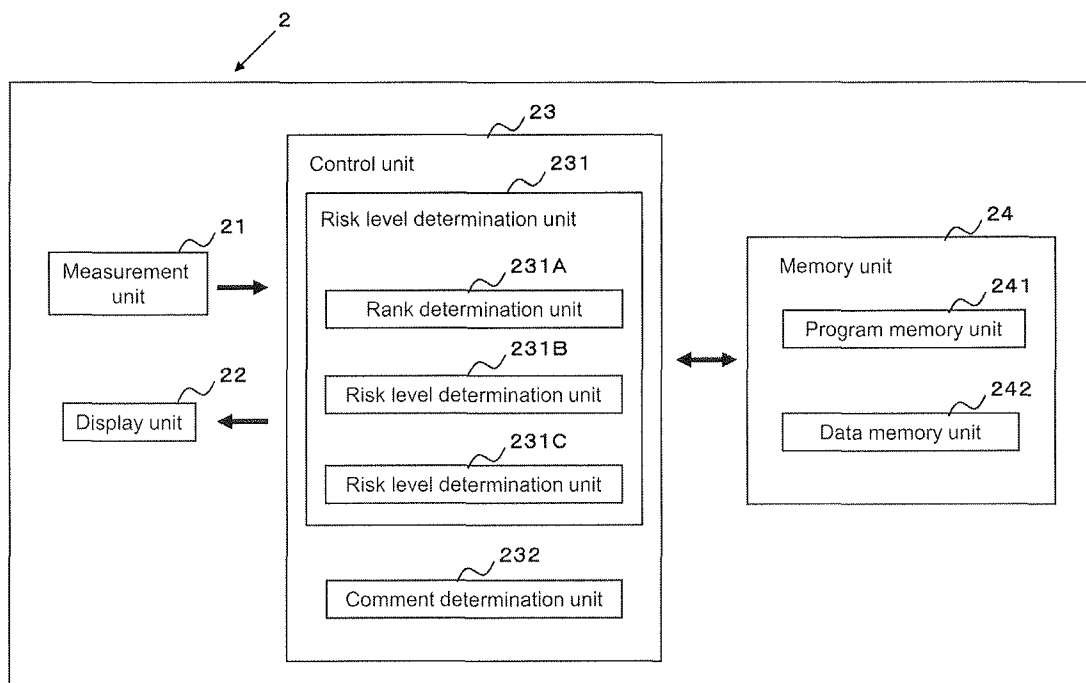 2
23
Control unit
231
Risk level determination unit
21
Measurement
unit
231A
Rank determination unit
231B
Risk level determination unit
22
Display unit
231C
Risk level determination unit
232
Comment determination unit
24
Memory unit
241
Program memory unit
242
Data memory unit